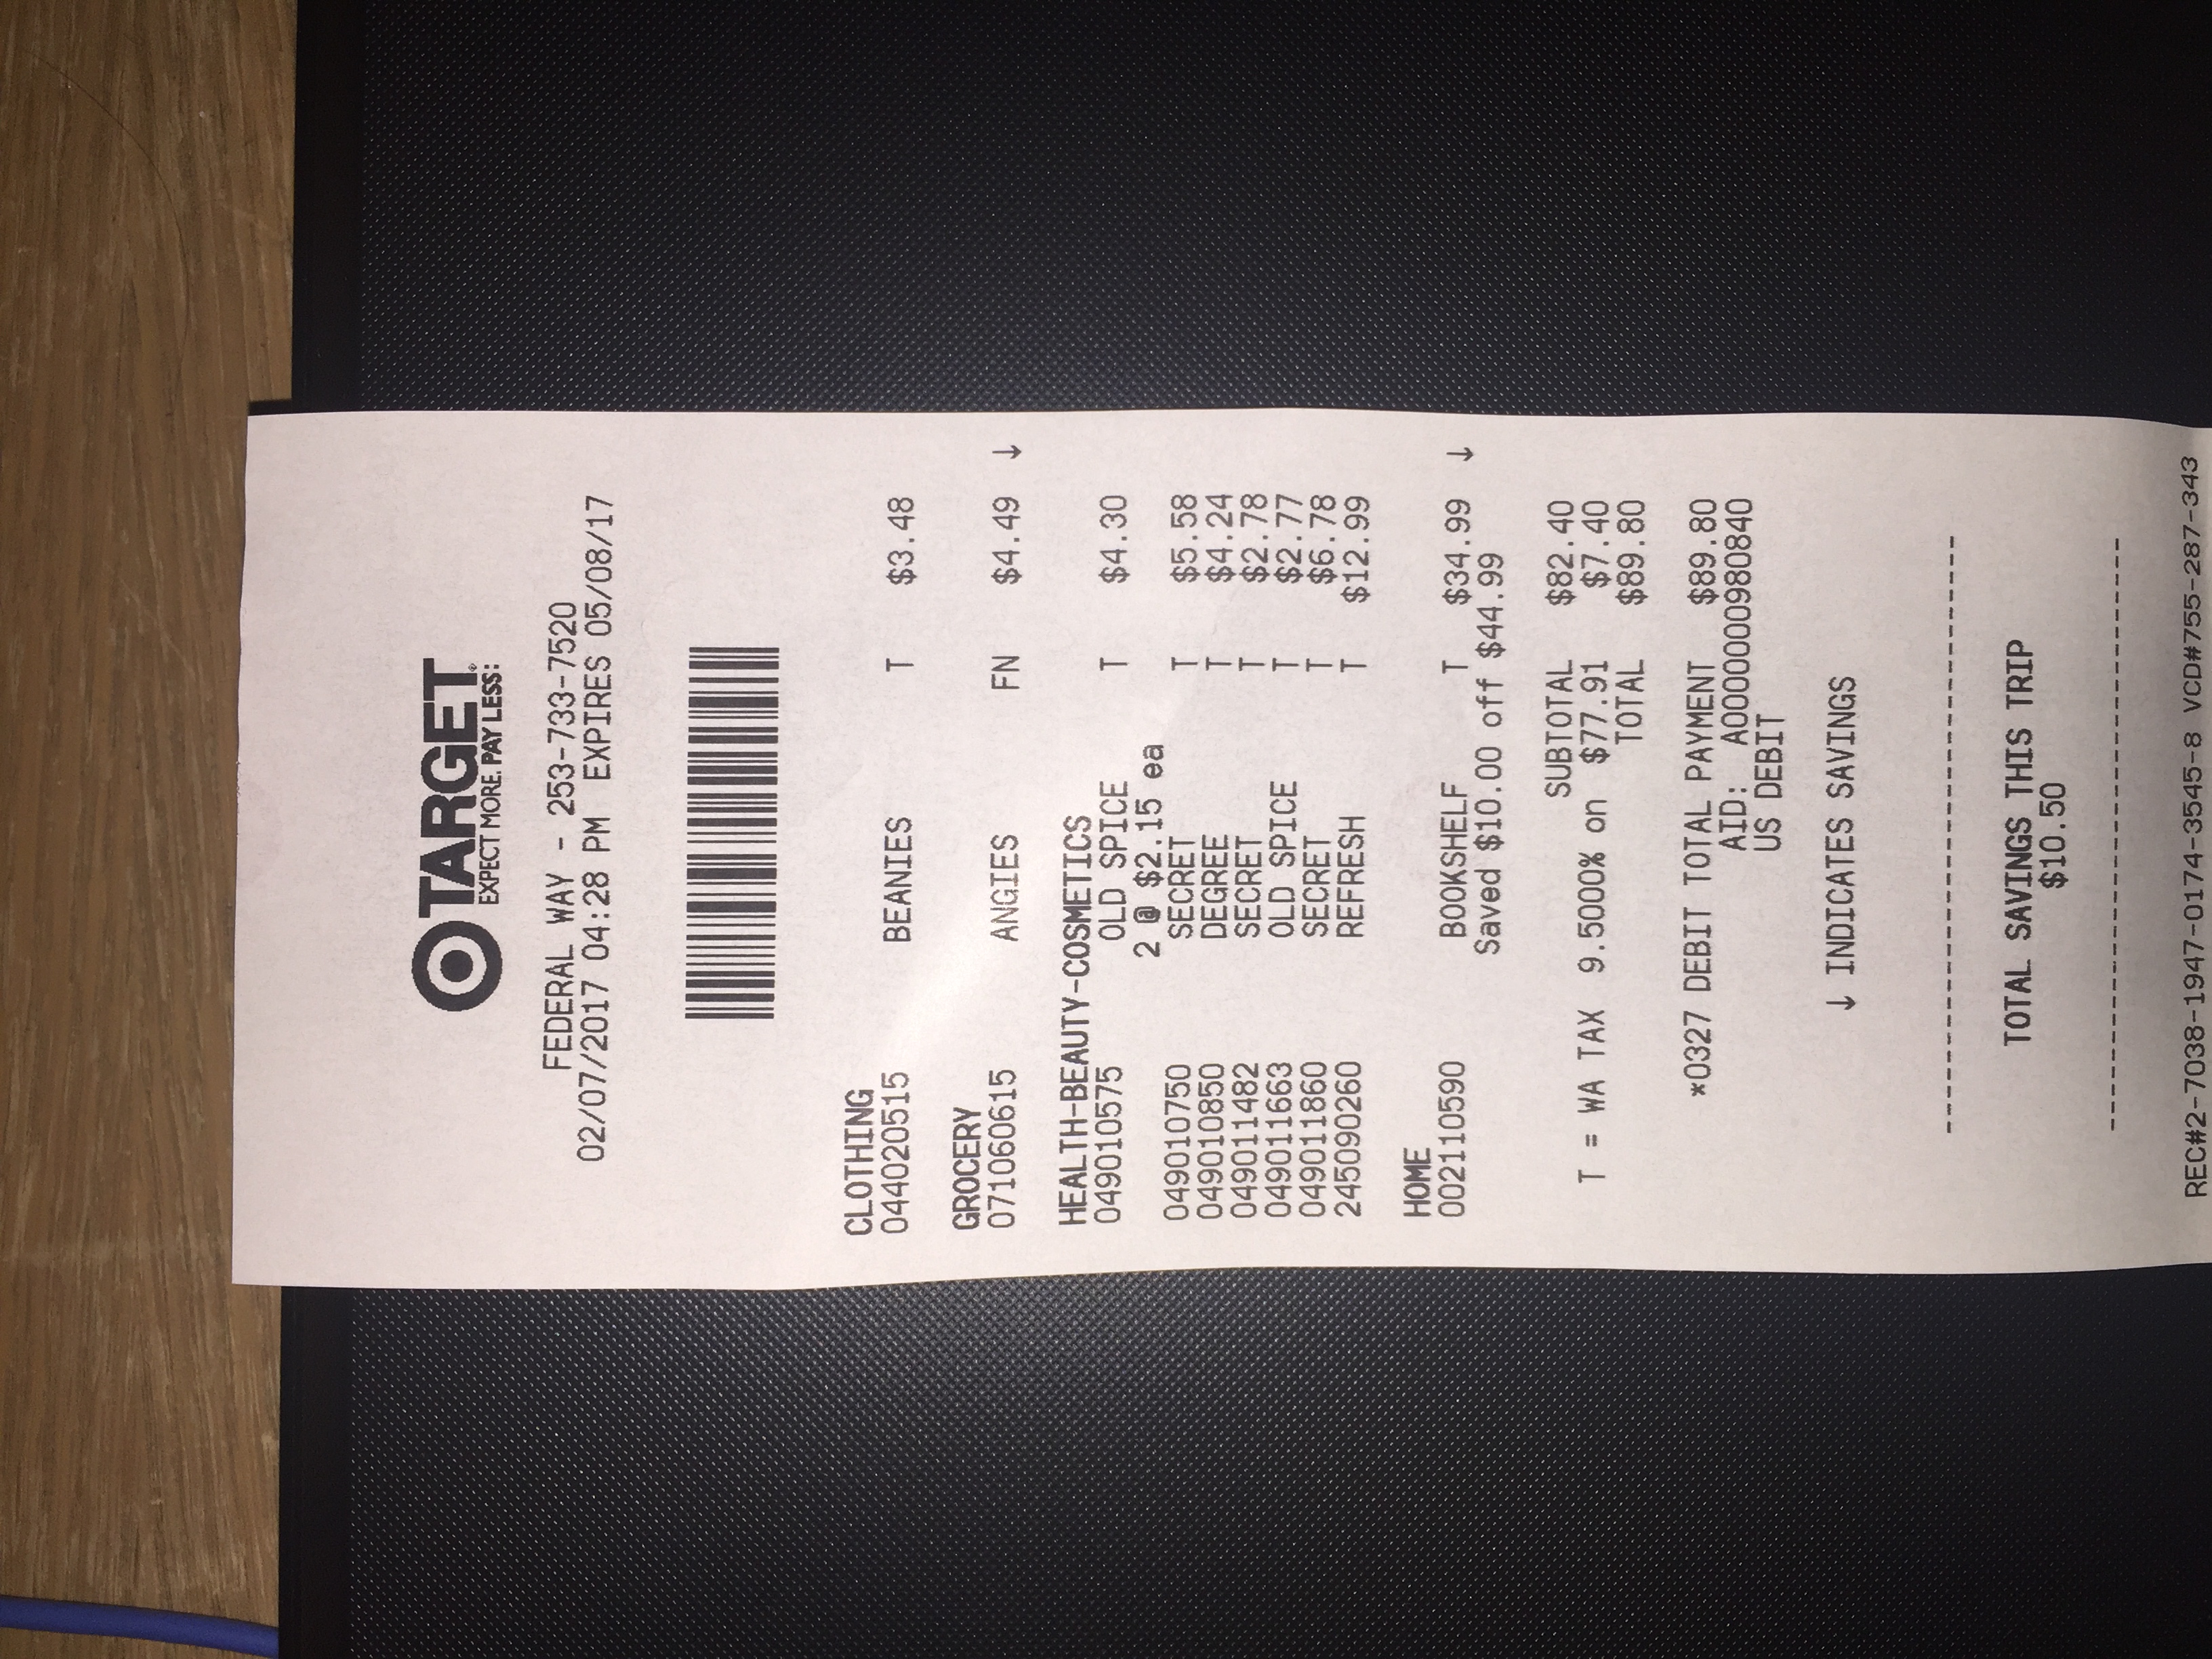 TARGET
EXPECT MORE. PAY LESS:
FEDERAL WAY - 253-733-7520
02/07/2017 04:28 PM EXPIRES 05/08/17
CLOTHING
044020515 BEANIES T $3.48
GROCERY
071060615 ANGIES FN $4.49 ↓
HEALTH-BEAUTY-COSMETICS
049010575 OLD SPICE T $4.30
2 @ $2.15 ea
049010750 SECRET T $5.58
049010850 DEGREE T $4.24
049011482 SECRET T $2.78
049011663 OLD SPICE T $2.77
049011860 SECRET T $6.78
245090260 REFRESH T $12.99
HOME
002110590 BOOKSHELF T $34.99 ↓
Saved $10.00 off $44.99
SUBTOTAL $82.40
T = WA TAX 9.5000% on $77.91 $7.40
TOTAL $89.80
*0327 DEBIT TOTAL PAYMENT $89.80
AID: A0000000980840
US DEBIT
↓ INDICATES SAVINGS
TOTAL SAVINGS THIS TRIP
$10.50
REC#2-7038-1947-0174-3545-8 VCD#755-287-343